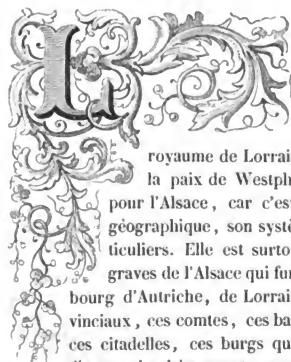 L
royaume de Lorrai
la paix de Westph
pour l'Alsace, car c'es
géographique, son systè
ticuliers. Elle est surto
graves de l'Alsace qui fur
bourg d'Autriche, de Lorrai
vinciaux, ces comtes, ces ba
ces citadelles, ces burgs qu